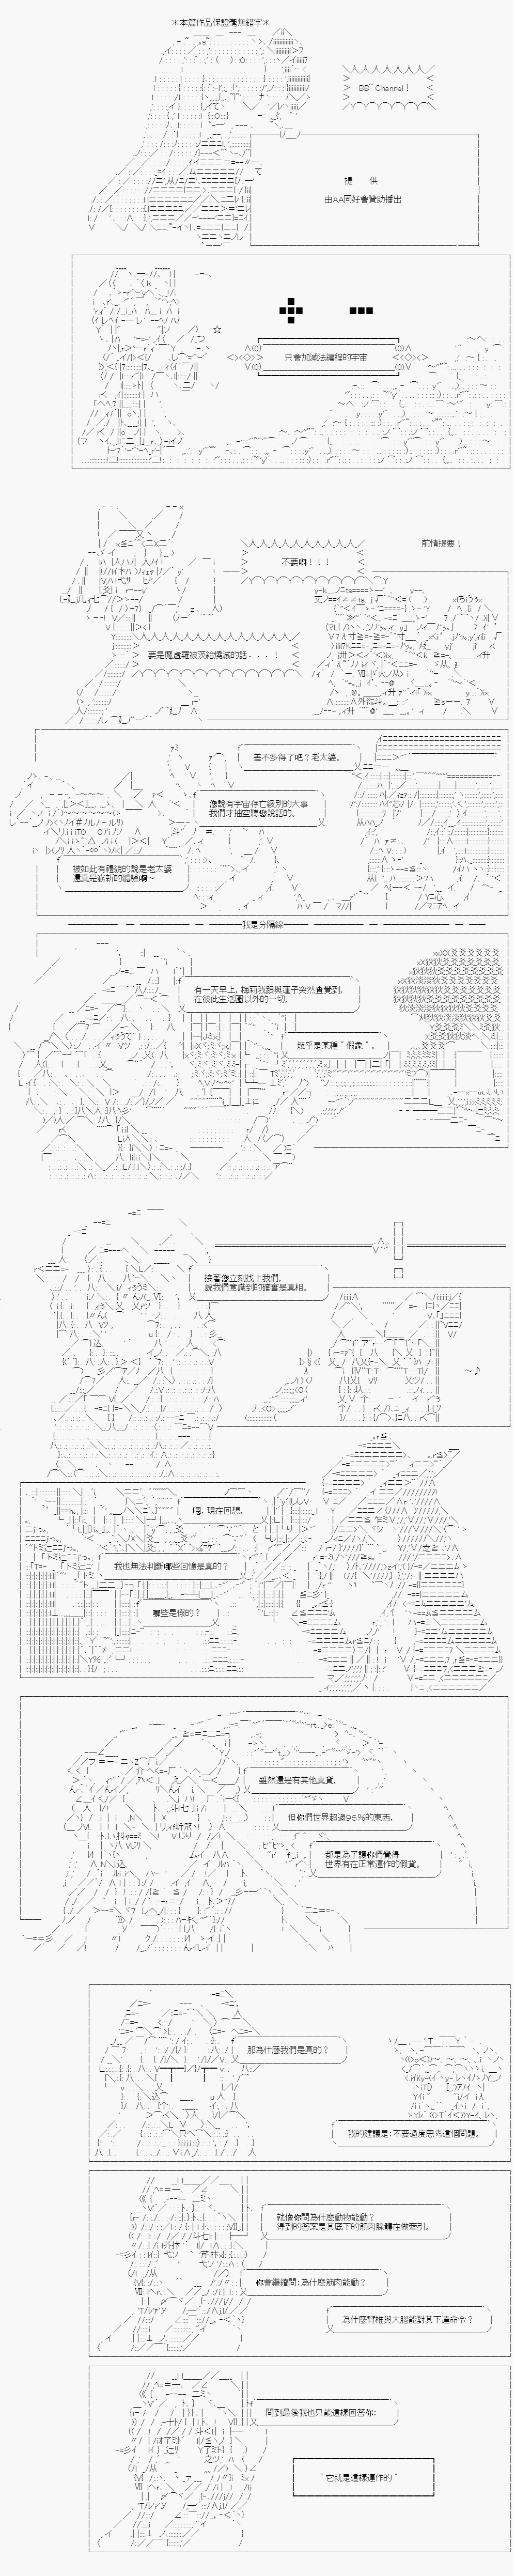 ＊本篇作品保證毫無錯字＊
BB~ Channel！
提　供
由AA同好會贊助播出
只會加減法編程的宇宙
前情提要！
不要啊！！！
要是魔盧羅被茨給燒滅的話．．．！
差不多得了吧？老太婆。
您說有宇宙存亡級別的大事
我們才抽空聽您說話的。
被如此有禮貌的說是老太婆
還真是嶄新的體驗啊～
我是分隔線
有一天早上，梅莉我跟與蓮子突然查覺到，
在彼此生活圈以外的一切，
幾乎是某種＂假象＂。
接著您立刻找上我們，
說我們意識到的確實是真相。
嗯，現在回想，
我也無法判斷哪些回憶是真的？
哪些是假的？
雖然還是有其他真貨，
但你們世界超過95%的東西，
都是為了讓你們覺得
世界有在正常運作的假貨。
那為什麼我們是真的？
我的建議是：不要過度思考這個問題。
就像你問為什麼動物能動？
得到的答案是其底下的筋肉腺體在做牽引。
你會繼續問：為什麼筋肉能動？
為什麼脊椎與大腦能對其下達命令？
問到最後我也只能這樣回答你：
＂它就是這樣運作的＂